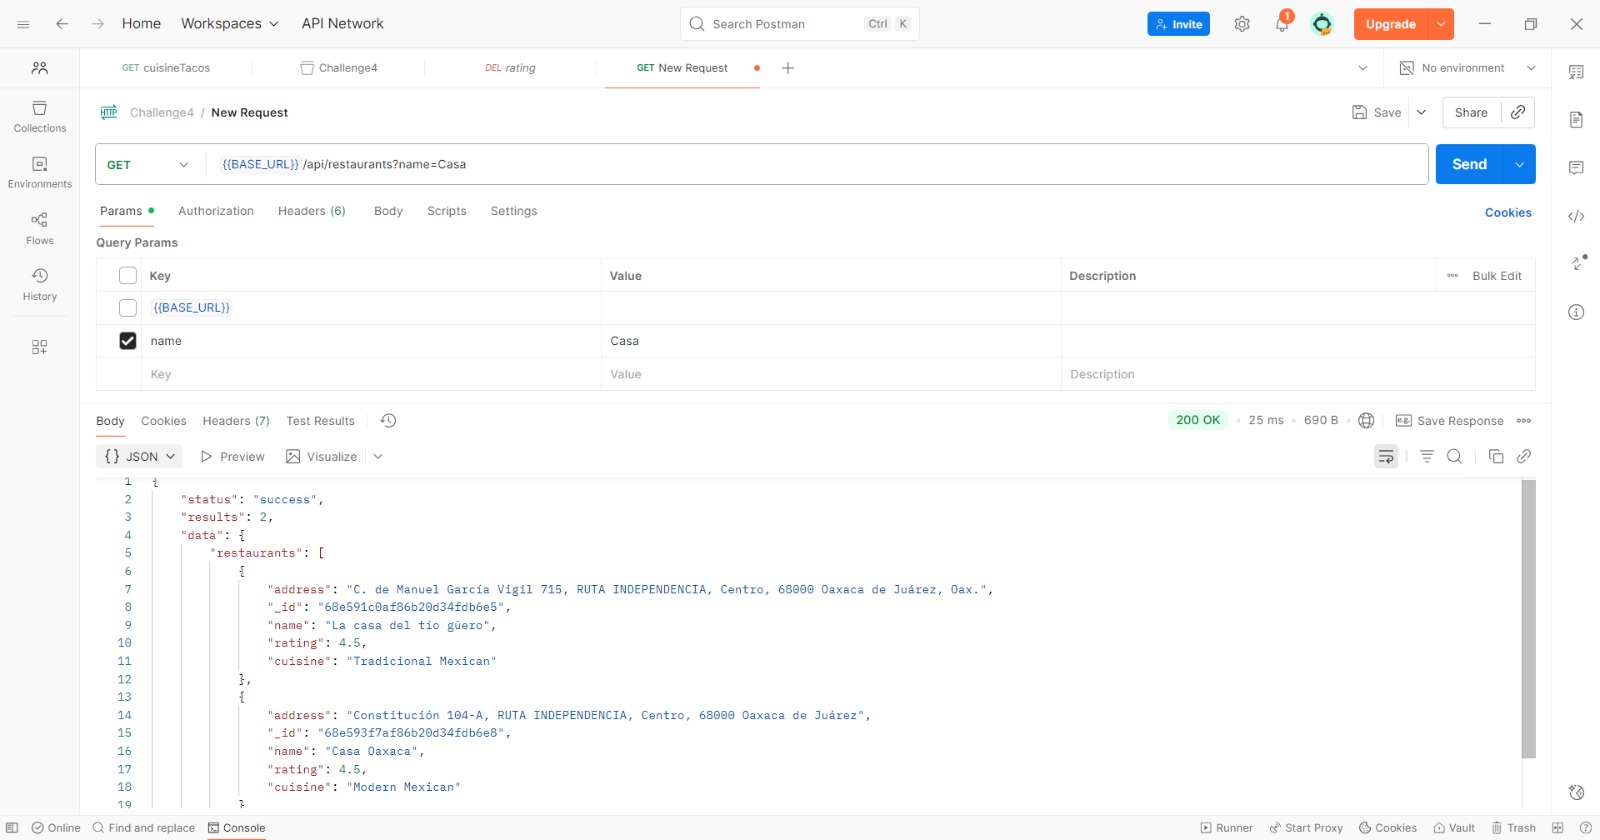 Home Workspaces API Network Search Postman Ctrl K Invite 1 Upgrade
GET cuisineTacos Challenge4 DEL rating GET New Request No environment
HTTP Challenge4 / New Request Save Share
GET {{BASE_URL}} /api/restaurants?name=Casa Send
Params Authorization Headers (6) Body Scripts Settings Cookies
Query Params
Key Value Description Bulk Edit
{{BASE_URL}}
name Casa
Key Value Description
Collections
Environments
Flows
History
Body Cookies Headers (7) Test Results 200 OK 25 ms 690 B e.g. Save Response
{} JSON Preview Visualize
1 {
2 "status": "success",
3 "results": 2,
4 "data": {
5 "restaurants": [
6 {
7 "address": "C. de Manuel García Vigil 715, RUTA INDEPENDENCIA, Centro, 68000 Oaxaca de Juárez, Oax.",
8 "_id": "68e591c0af86b20d34fdb6e5",
9 "name": "La casa del tío güero",
10 "rating": 4.5,
11 "cuisine": "Tradicional Mexican"
12 },
13 {
14 "address": "Constitución 104-A, RUTA INDEPENDENCIA, Centro, 68000 Oaxaca de Juárez",
15 "_id": "68e593f7af86b20d34fdb6e8",
16 "name": "Casa Oaxaca",
17 "rating": 4.5,
18 "cuisine": "Modern Mexican"
19 }
Online Find and replace Console Runner Start Proxy Cookies Vault Trash